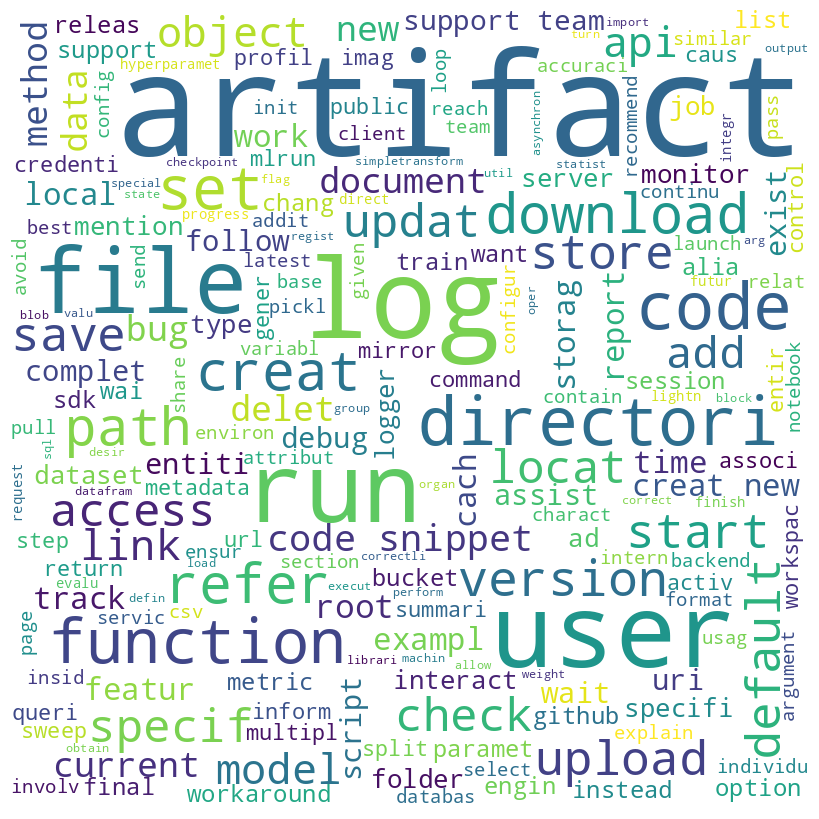 releas
support team
import
turn
list
object
new
api
similar
output
support
profil
imag
caus
method
data
config
hyperparamet
loop
accuraci
artifact
init
public
reach
job
pass
work
client
team
asynchron
recommend
integr
credenti
mlrun
checkpoint
simpletransform
util
statist
local
special
state
set
flag
document
server
monitor
continu
exist
control
best
mention
chang
progress
direct
updat
download
avoid
send
follow
addit
regist
latest
train
want
store
launch
arg
alia
file
base
given
configur
oper
storag
report
futur
relat
blob
valu
gener
pickl
log
code
save
bug
type
variabl
mirror
add
complet
wai
share
creat
command
session
entir
notebook
sdk
delet
group
logger
contain
lightn
block
pull
path
environ
debug
directori
sql
desir
dataset
entiti
attribut
cach
locat
time
associ
request
datafram
metadata
run
organ
assist
creat new
correct
finish
access
charact
step
link
url
code snippet
ad
start
workspac
return
ensur
section
correctli
intern
backend
evalu
load
refer
bucket
version
activ
default
track
defin
execut
perform
root
summari
format
page
servic
csv
exampl
user
usag
argument
function
librari
machin
allow
weight
insid
featur
metric
script
interact
wait
uri
queri
inform
check
github
specifi
sweep
specif
multipl
explain
obtain
split
paramet
current
model
folder
select
upload
individu
involv
final
workaround
databas
engin
instead
option